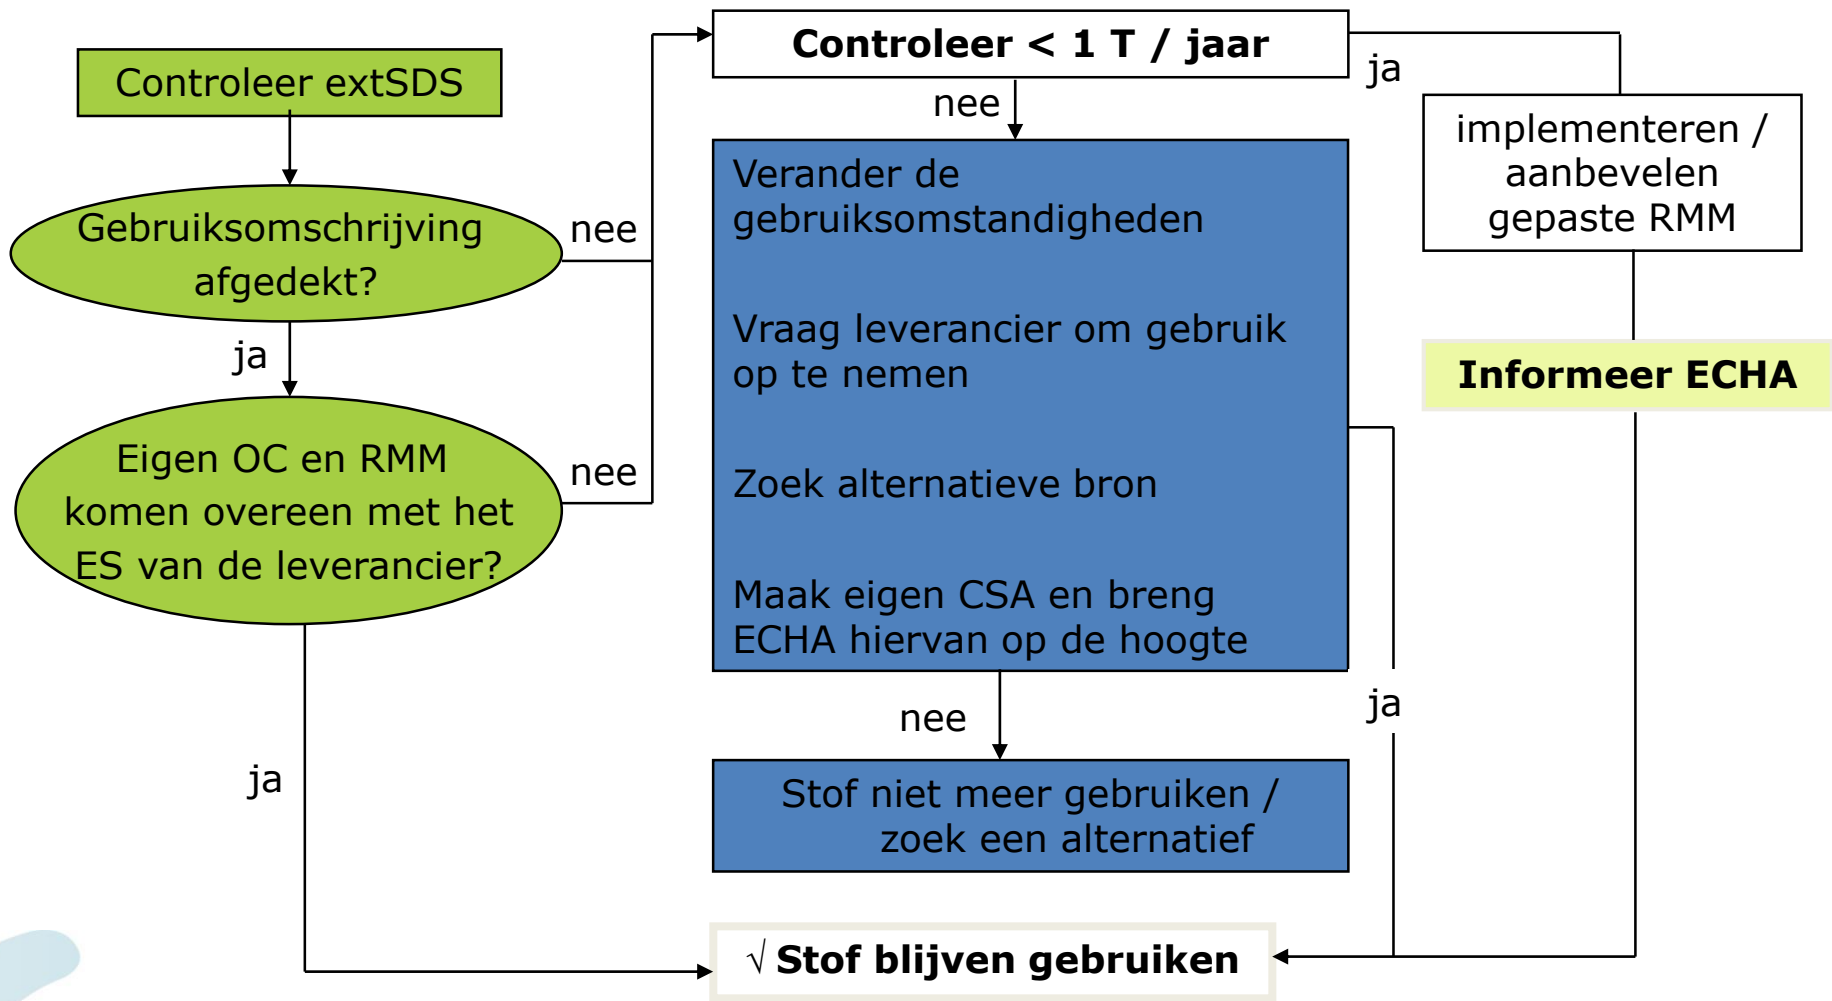 Controleer extSDS
Gebruiksomschrijving
afgedekt?
nee
ja
Eigen OC en RMM
komen overeen met het
ES van de leverancier?
nee
ja
Controleer < 1 T / jaar
nee
ja
Verander de
gebruiksomstandigheden
Vraag leverancier om gebruik
op te nemen
Zoek alternatieve bron
Maak eigen CSA en breng
ECHA hiervan op de hoogte
nee
ja
Stof niet meer gebruiken /
zoek een alternatief
implementeren /
aanbevelen
gepaste RMM
Informeer ECHA
√ Stof blijven gebruiken